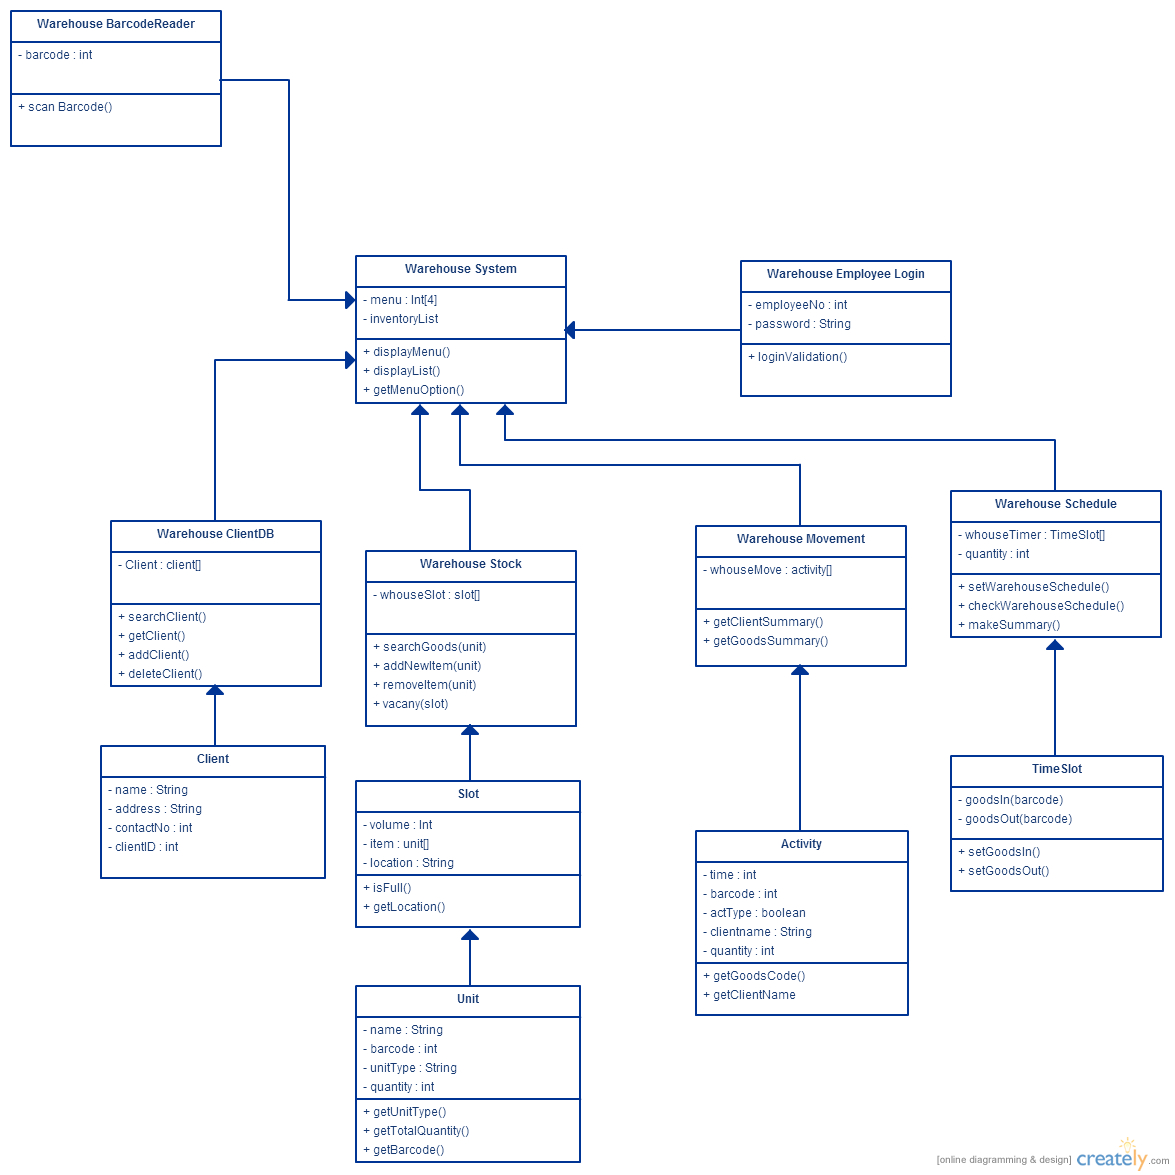 Warehouse BarcodeReader
- barcode : int
+ scan Barcode()
Warehouse System
- menu : Int[4]
- inventoryList
+ displayMenu()
+ displayList()
+ getMenuOption()
Warehouse Employee Login
- employeeNo : int
- password : String
+ loginValidation()
Warehouse ClientDB
- Client : client[]
+ searchClient()
+ getClient()
+ addClient()
+ deleteClient()
Warehouse Stock
- whouseSlot : slot[]
+ searchGoods(unit)
+ addNewItem(unit)
+ removeItem(unit)
+ vacany(slot)
Warehouse Movement
- whouseMove : activity[]
+ getClientSummary()
+ getGoodsSummary()
Warehouse Schedule
- whouseTimer : TimeSlot[]
- quantity : int
+ setWarehouseSchedule()
+ checkWarehouseSchedule()
+ makeSummary()
Client
- name : String
- address : String
- contactNo : int
- clientID : int
Slot
- volume : Int
- item : unit[]
- location : String
+ isFull()
+ getLocation()
Activity
- time : int
- barcode : int
- actType : boolean
- clientname : String
- quantity : int
+ getGoodsCode()
+ getClientName
TimeSlot
- goodsIn(barcode)
- goodsOut(barcode)
+ setGoodsIn()
+ setGoodsOut()
Unit
- name : String
- barcode : int
- unitType : String
- quantity : int
+ getUnitType()
+ getTotalQuantity()
+ getBarcode()
[online diagramming & design] creately.com